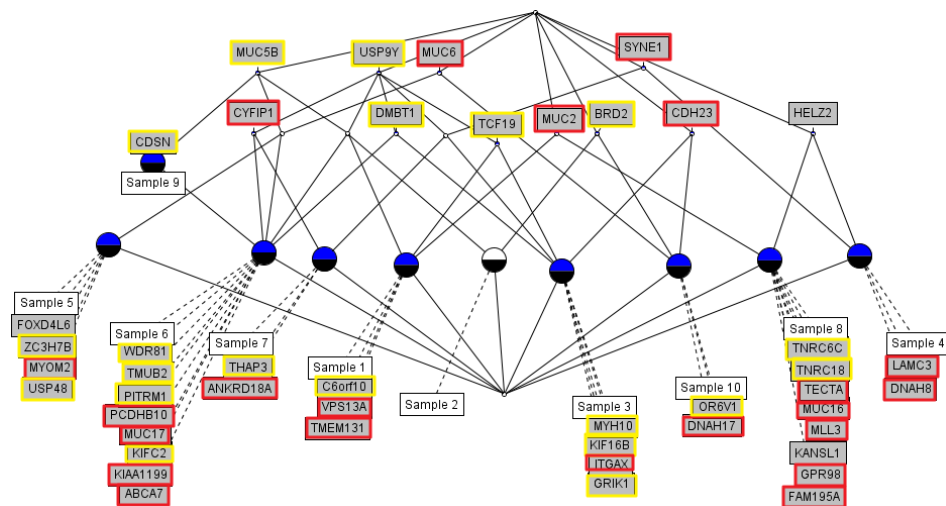 SYNE1
MUC5B
USP9Y
MUC6
CYFIP1
DMBT1
TCF19
MUC2
BRD2
CDH23
HELZ2
CDSN
Sample 9
Sample 5
FOXD4L6
ZC3H7B
MYOM2
USP48
Sample 6
WDR81
TMUB2
PITRM1
PCDHB10
MUC17
KIFC2
KIAA1199
ABCA7
Sample 7
THAP3
ANKRD18A
Sample 1
C6orf10
VPS13A
TMEM131
Sample 2
Sample 3
MYH10
KIF16B
ITGAX
GRIK1
Sample 10
OR6V1
DNAH17
Sample 8
TNRC6C
TNRC18
TECTA
MUC16
MLL3
KANSL1
GPR98
FAM195A
Sample 4
LAMC3
DNAH8